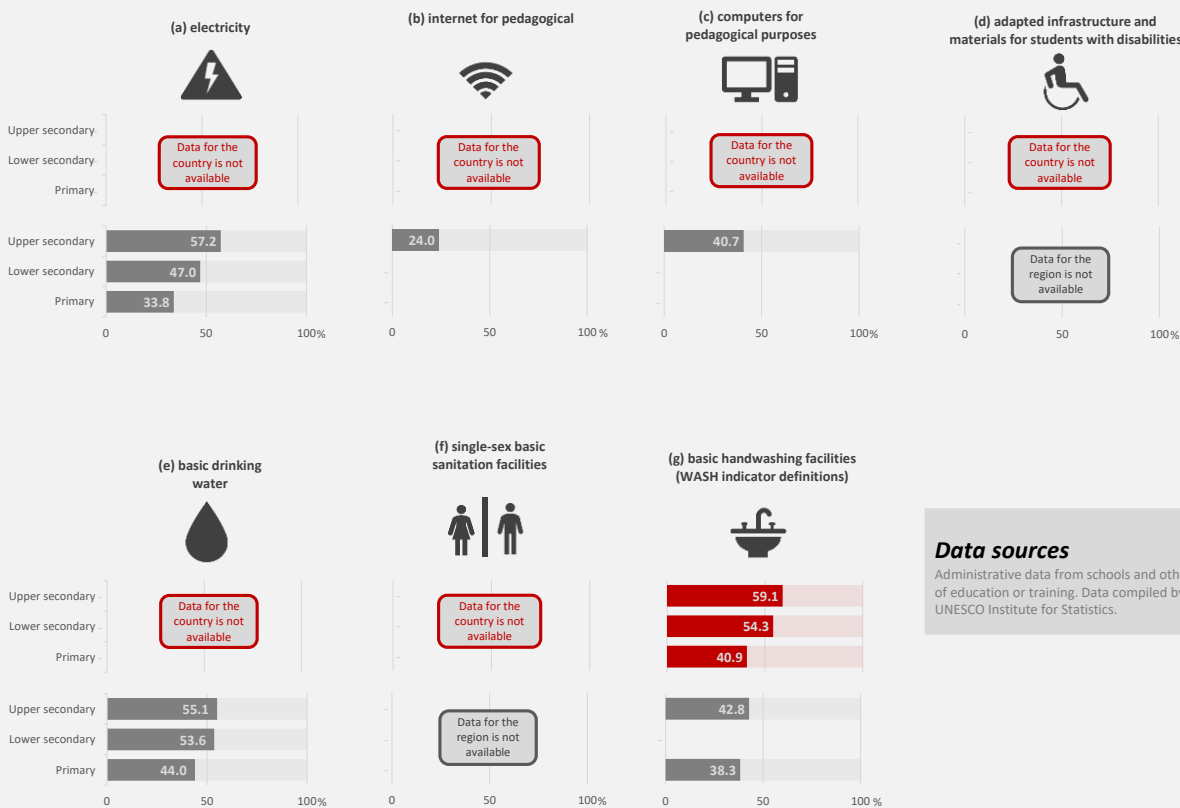 (a) electricity
(b) internet for pedagogical
(c) computers for
pedagogical purposes
(d) adapted infrastructure and
materials for students with disabilities
Upper secondary
Lower secondary
Primary
Data for the
country is not
available
Data for the
country is not
available
Data for the
country is not
available
Data for the
country is not
available
Upper secondary
Lower secondary
Primary
57.2
47.0
33.8
24.0
40.7
Data for the
region is not
available
0 50 100%
0 50 100%
0 50 100%
0 50 100%
(e) basic drinking
water
(f) single-sex basic
sanitation facilities
(g) basic handwashing facilities
(WASH indicator definitions)
Upper secondary
Lower secondary
Primary
Data for the
country is not
available
Data for the
country is not
available
59.1
54.3
40.9
Upper secondary
Lower secondary
Primary
55.1
53.6
44.0
Data for the
region is not
available
42.8
38.3
0 50 100%
0 50 100%
0 50 100%
Data sources
Administrative data from schools and oth
of education or training. Data compiled by
UNESCO Institute for Statistics.